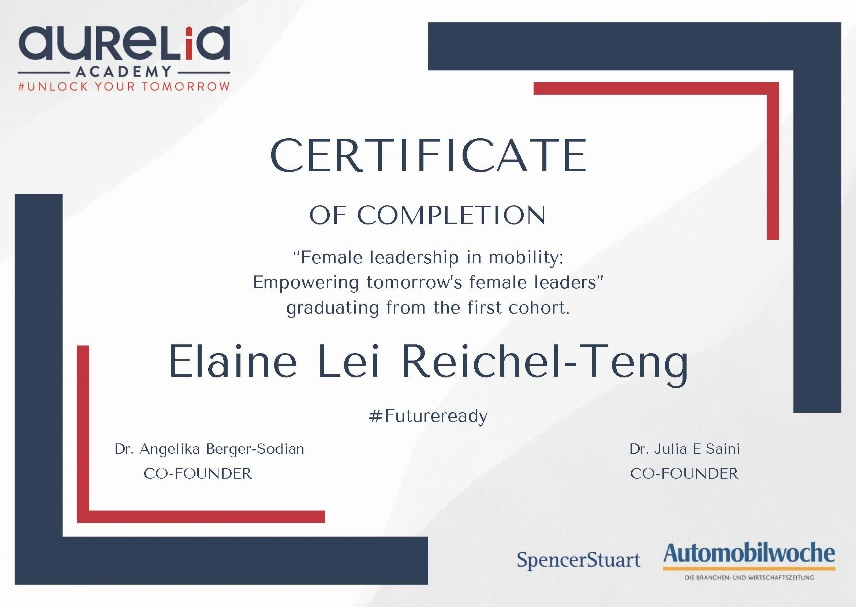 aURELia
ACADEMY
#UNLOCK YOUR TOMORROW
CERTIFICATE
OF COMPLETION
“Female leadership in mobility:
Empowering tomorrow's female leaders”
graduating from the first cohort.
Elaine Lei Reichel-Teng
#Futureready
Dr. Angelika Berger-Sodian
CO-FOUNDER
Dr. Julia E Saini
CO-FOUNDER
SpencerStuart
Automobilwoche
DIE BRANCHEN- UND WIRTSCHAFTSZEITUNG